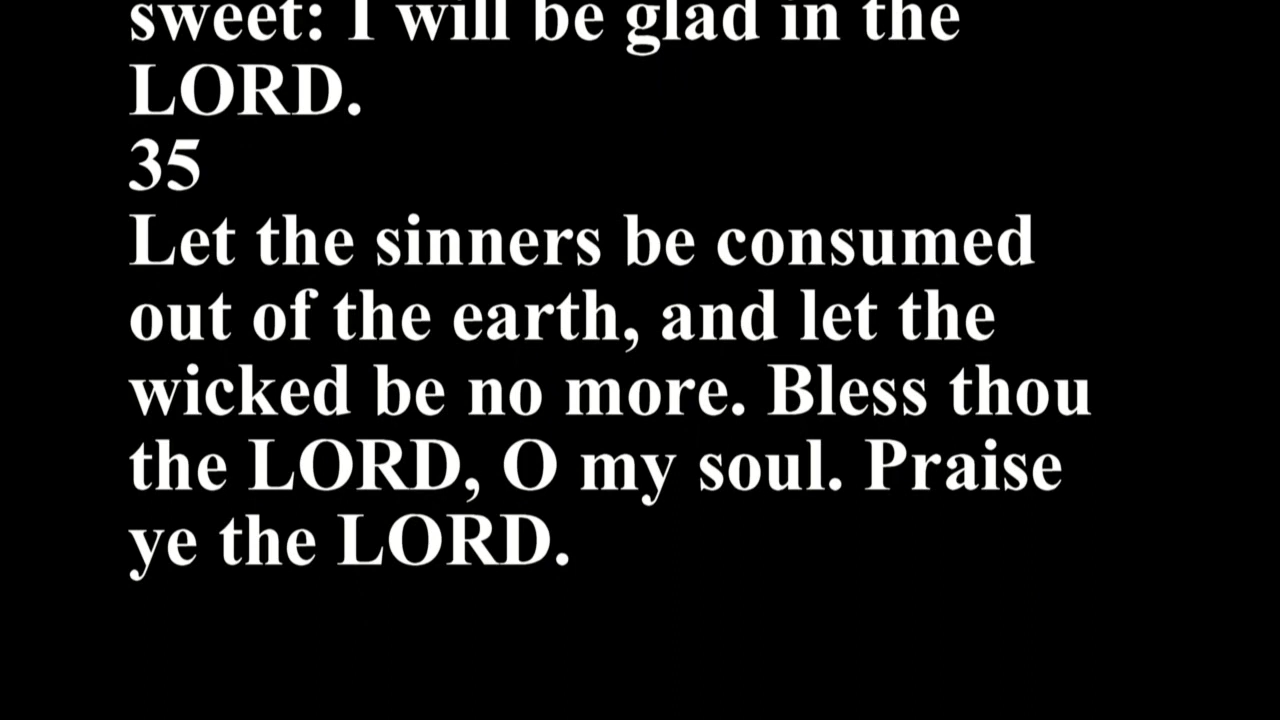 sweet: I will be glad in the
LORD.
35
Let the sinners be consumed
out of the earth, and let the
wicked be no more. Bless thou
the LORD, O my soul. Praise
ye the LORD.